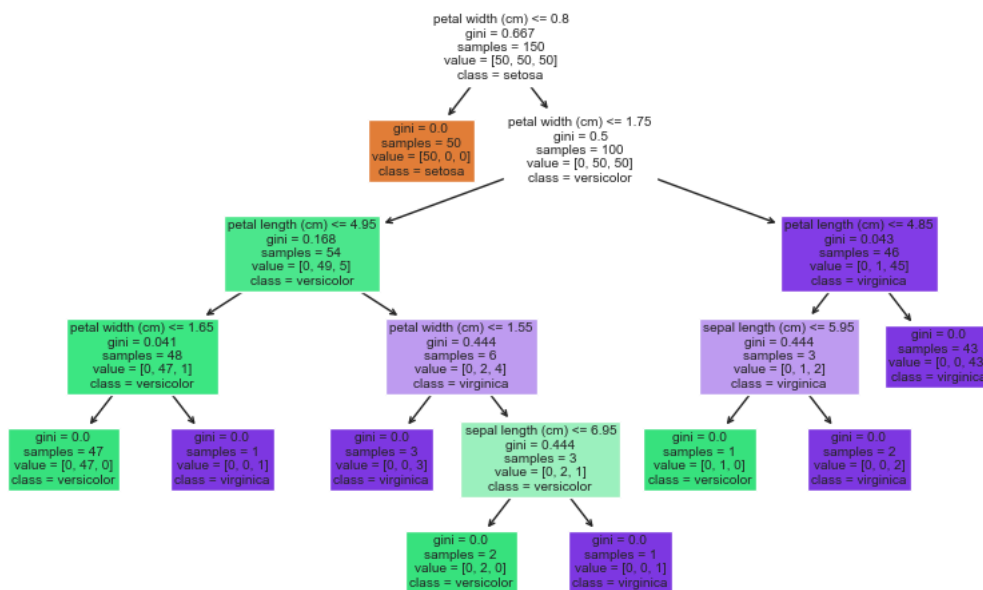 petal width (cm) <= 0.8
gini = 0.667
samples = 150
value = [50, 50, 50]
class = setosa
gini = 0.0
samples = 50
value = [50, 0, 0]
class = setosa
petal width (cm) <= 1.75
gini = 0.5
samples = 100
value = [0, 50, 50]
class = versicolor
petal length (cm) <= 4.95
gini = 0.168
samples = 54
value = [0, 49, 5]
class = versicolor
petal length (cm) <= 4.85
gini = 0.043
samples = 46
value = [0, 1, 45]
class = virginica
petal width (cm) <= 1.65
gini = 0.041
samples = 48
value = [0, 47, 1]
class = versicolor
petal width (cm) <= 1.55
gini = 0.444
samples = 6
value = [0, 2, 4]
class = virginica
sepal length (cm) <= 5.95
gini = 0.444
samples = 3
value = [0, 1, 2]
class = virginica
gini = 0.0
samples = 43
value = [0, 0, 43]
class = virginica
gini = 0.0
samples = 47
value = [0, 47, 0]
class = versicolor
gini = 0.0
samples = 1
value = [0, 0, 1]
class = virginica
gini = 0.0
samples = 3
value = [0, 0, 3]
class = virginica
sepal length (cm) <= 6.95
gini = 0.444
samples = 3
value = [0, 2, 1]
class = versicolor
gini = 0.0
samples = 1
value = [0, 1, 0]
class = versicolor
gini = 0.0
samples = 2
value = [0, 0, 2]
class = virginica
gini = 0.0
samples = 2
value = [0, 2, 0]
class = versicolor
gini = 0.0
samples = 1
value = [0, 0, 1]
class = virginica